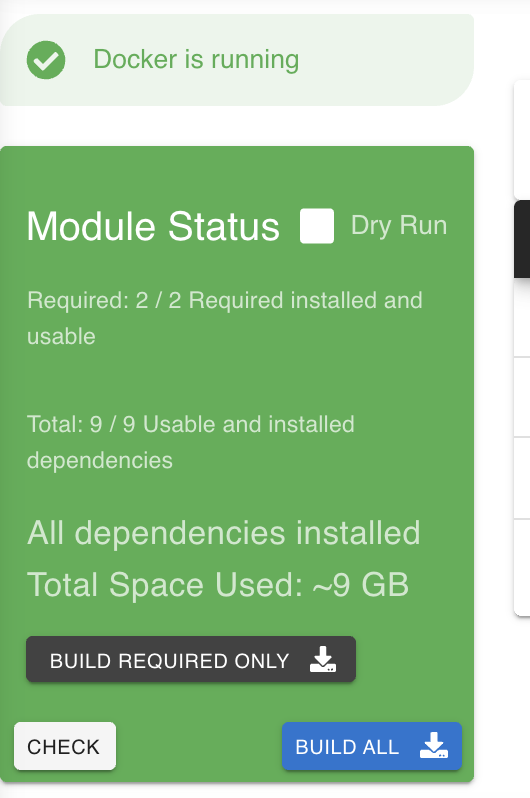 Docker is running
Module Status Dry Run
Required: 2 / 2 Required installed and
usable
Total: 9 / 9 Usable and installed
dependencies
All dependencies installed
Total Space Used: ~9 GB
BUILD REQUIRED ONLY
CHECK
BUILD ALL